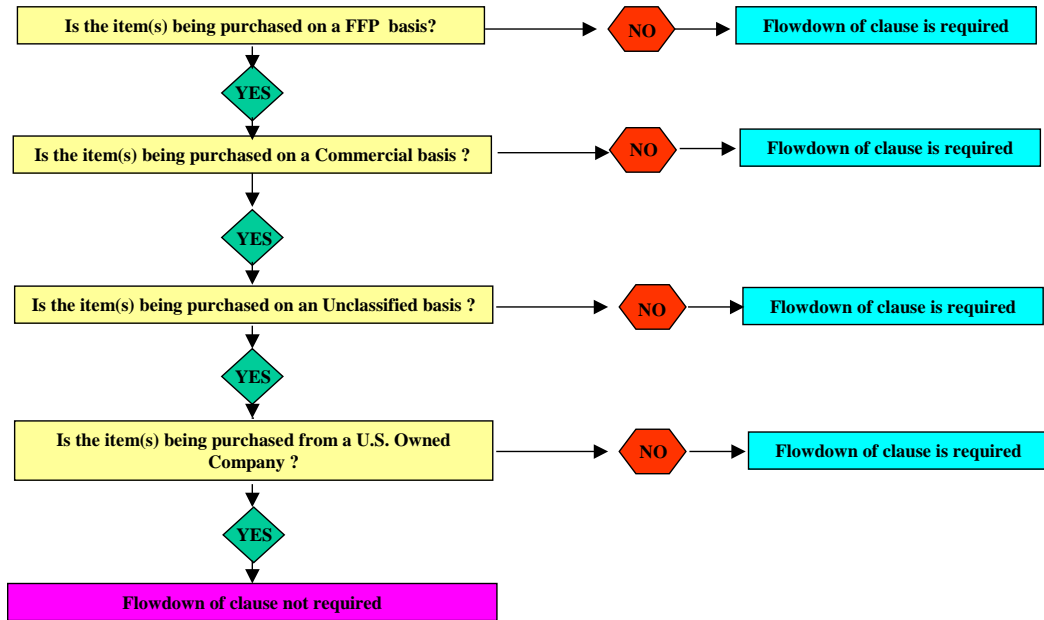 Is the item(s) being purchased on a FFP basis?
NO
Flowdown of clause is required
YES
Is the item(s) being purchased on a Commercial basis ?
NO
Flowdown of clause is required
YES
Is the item(s) being purchased on an Unclassified basis ?
NO
Flowdown of clause is required
YES
Is the item(s) being purchased from a U.S. Owned
Company ?
NO
Flowdown of clause is required
YES
Flowdown of clause not required